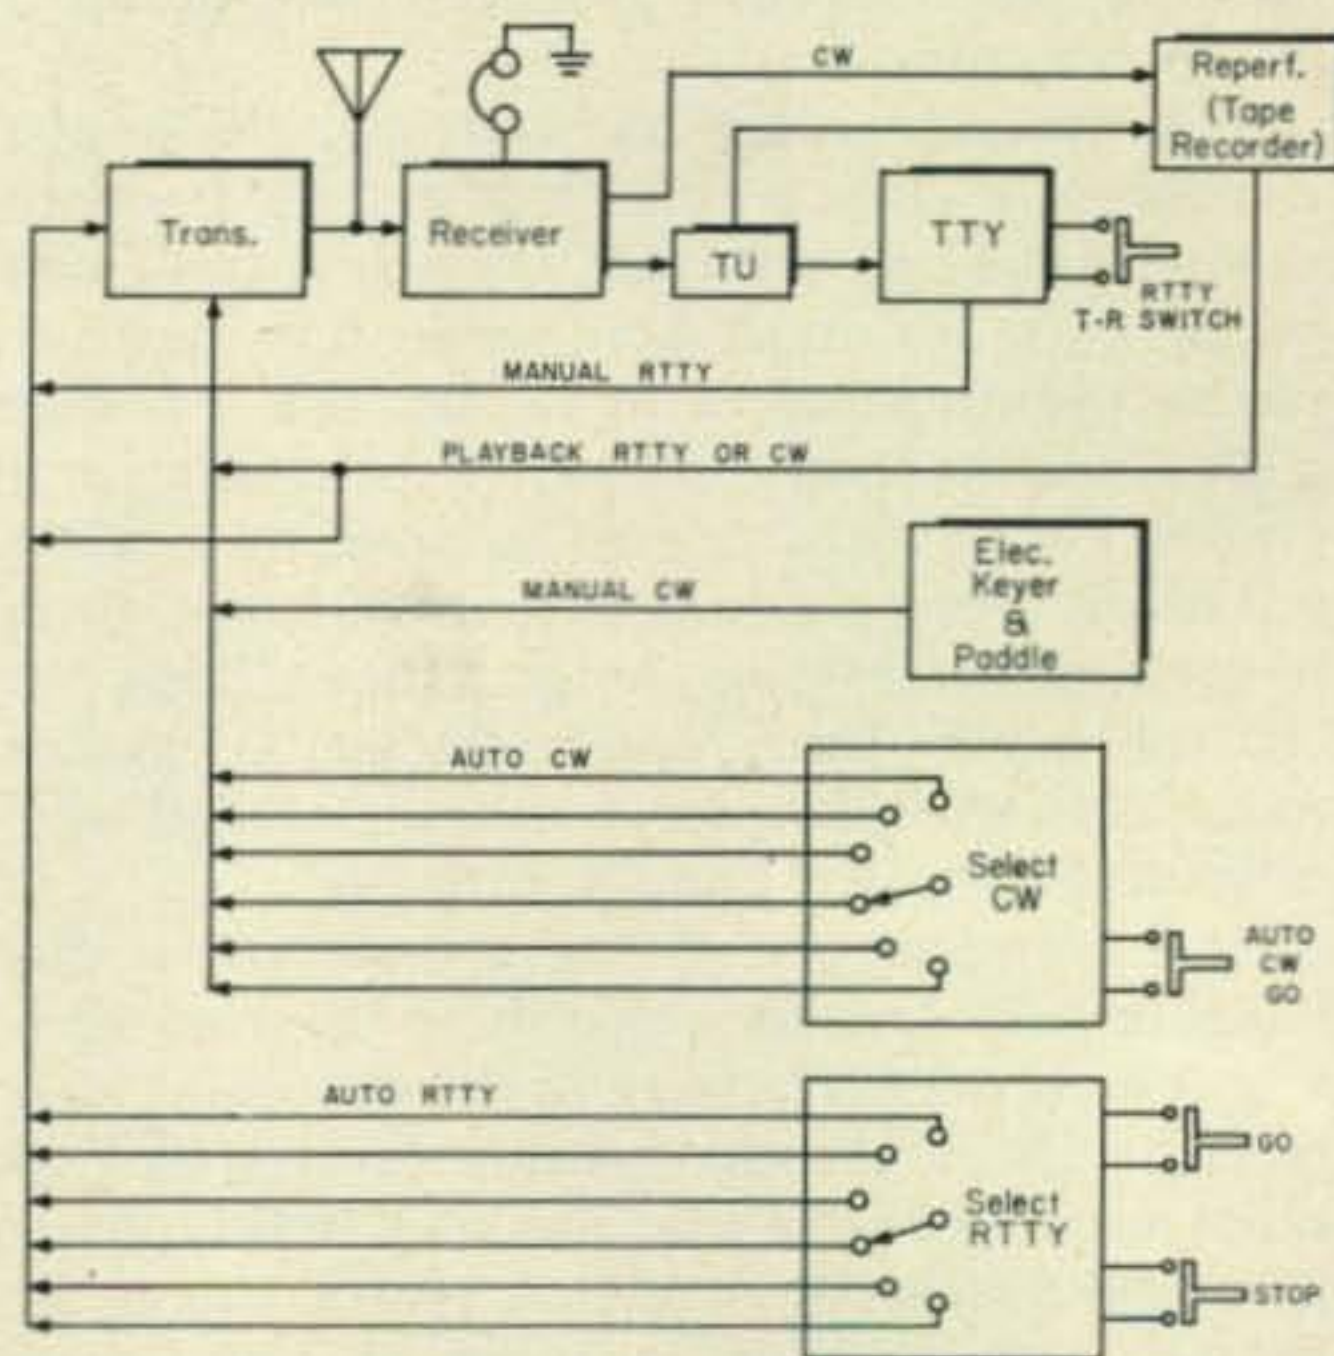 CW
Reperf.
(Tape
Recorder)
Trans.
Receiver
TU
TTY
RTTY
T-R SWITCH
MANUAL RTTY
PLAYBACK RTTY OR CW
Elec.
Keyer
&
Paddle
MANUAL CW
AUTO CW
Select
CW
AUTO
CW
GO
AUTO RTTY
Select
RTTY
GO
STOP